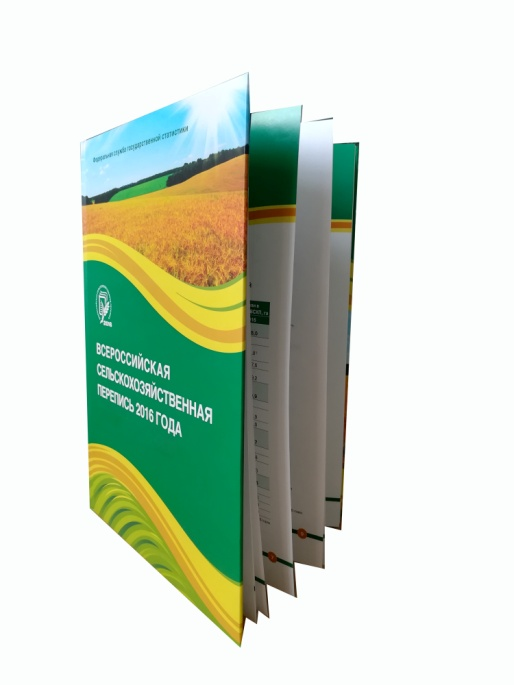 Федеральная служба государственной статистики
ВСЕРОССИЙСКАЯ
СЕЛЬСКОХОЗЯЙСТВЕННАЯ
ПЕРЕПИСЬ 2016 ГОДА